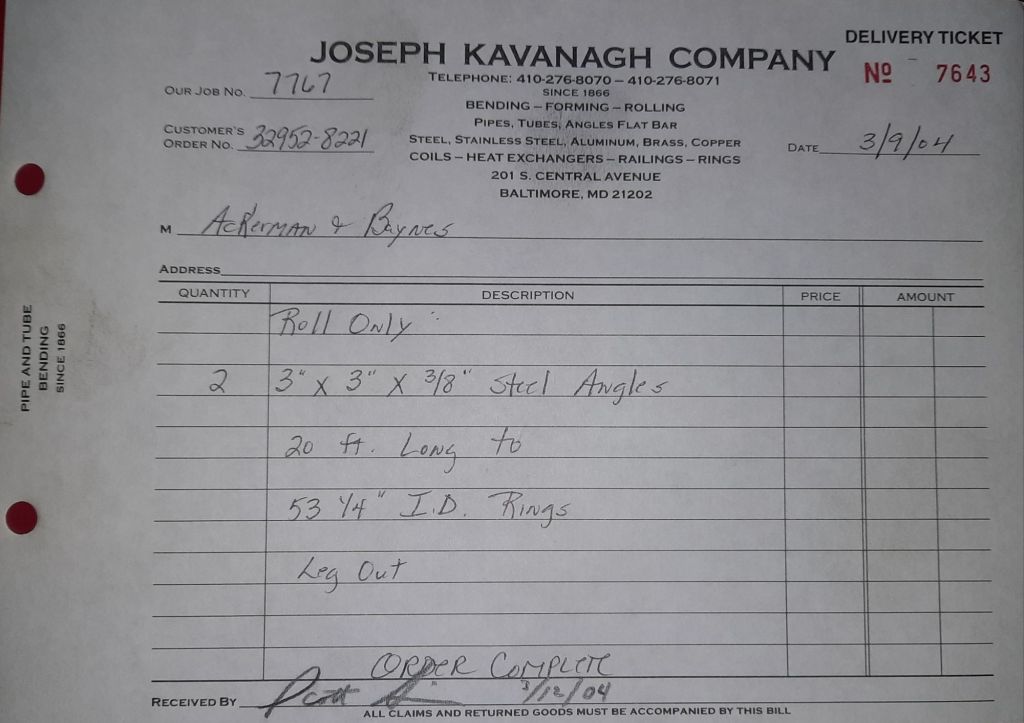 DELIVERY TICKET
JOSEPH KAVANAGH COMPANY
Nº 7643
TELEPHONE: 410-276-8070 – 410-276-8071
OUR JOB NO. 7767
SINCE 1866
BENDING – FORMING – ROLLING
PIPES, TUBES, ANGLES FLAT BAR
CUSTOMER'S
ORDER NO. 32952-8221
STEEL, STAINLESS STEEL, ALUMINUM, BRASS, COPPER
DATE 3/9/04
COILS – HEAT EXCHANGERS – RAILINGS – RINGS
201 S. CENTRAL AVENUE
BALTIMORE, MD 21202
M Ackerman & Baynes
ADDRESS
QUANTITY DESCRIPTION PRICE AMOUNT
Roll Only :
2 3" x 3" x 3/8" Steel Angles
20 ft. Long to
53 1/4" I.D. Rings
Leg Out
ORDER COMPLETE
RECEIVED BY Scott 3/12/04
ALL CLAIMS AND RETURNED GOODS MUST BE ACCOMPANIED BY THIS BILL
PIPE AND TUBE
BENDING
SINCE 1866